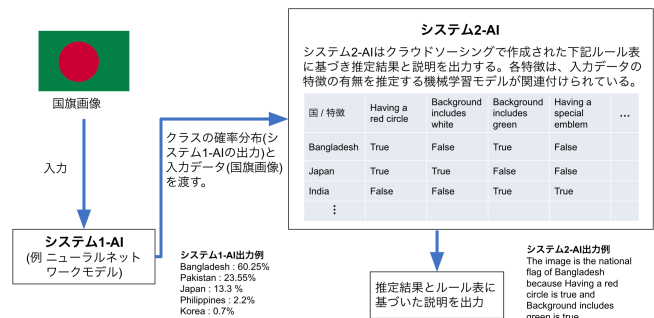 国旗画像
入力
システム1-AI
(例 ニューラルネット
ワークモデル)
クラスの確率分布(シ
ステム1-AIの出力)と
入力データ(国旗画像)
を渡す。
システム1-AI出力例
Bangladesh : 60.25%
Pakistan : 23.55%
Japan : 13.3 %
Philippines : 2.2%
Korea : 0.7%
システム2-AI
システム2-AIはクラウドソーシングで作成された下記ルール表
に基づき推定結果と説明を出力する。各特徴は、入力データの
特徴の有無を推定する機械学習モデルが関連付けられている。
国 / 特徴 Having a red circle Background includes white Background includes green Having a special emblem …
Bangladesh True False True False
Japan True True False False
India False False True True
⋮
推定結果とルール表に
基づいた説明を出力
システム2-AI出力例
The image is the national
flag of Bangladesh
because Having a red
circle is true and
Background includes
green is true